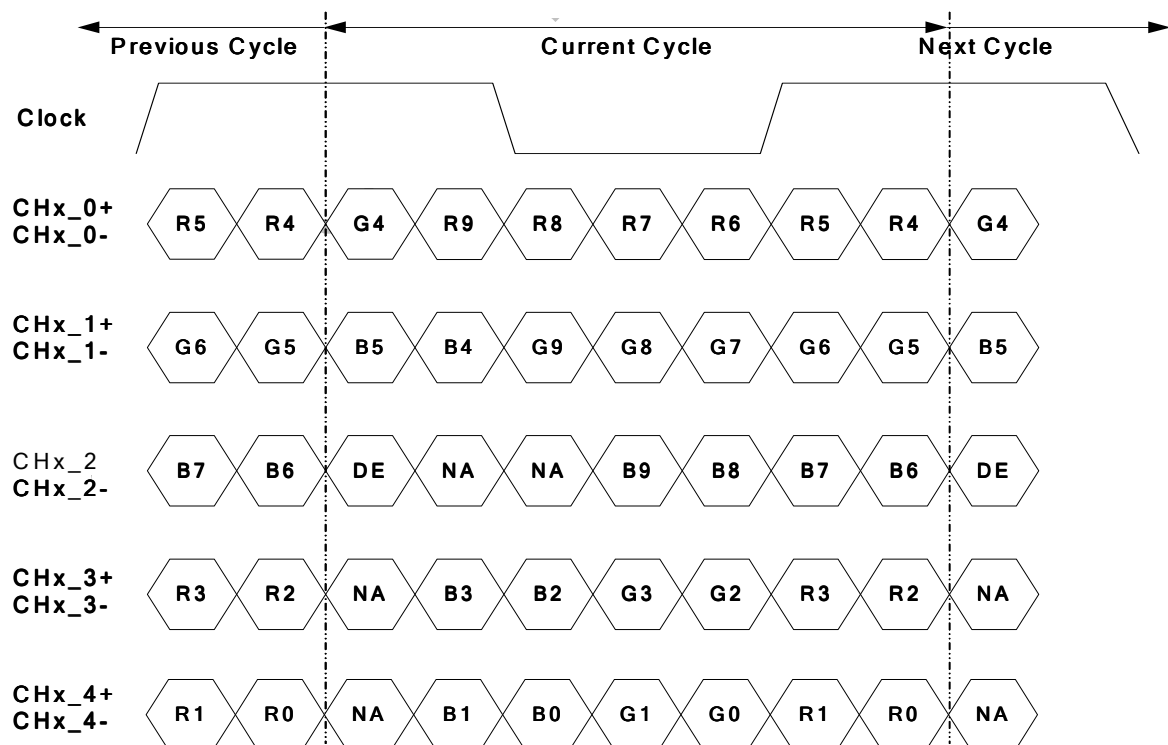 Previous Cycle Current Cycle Next Cycle
Clock
CHx_0+
CHx_0-
R5 R4 G4 R9 R8 R7 R6 R5 R4 G4
CHx_1+
CHx_1-
G6 G5 B5 B4 G9 G8 G7 G6 G5 B5
CHx_2
CHx_2-
B7 B6 DE NA NA B9 B8 B7 B6 DE
CHx_3+
CHx_3-
R3 R2 NA B3 B2 G3 G2 R3 R2 NA
CHx_4+
CHx_4-
R1 R0 NA B1 B0 G1 G0 R1 R0 NA